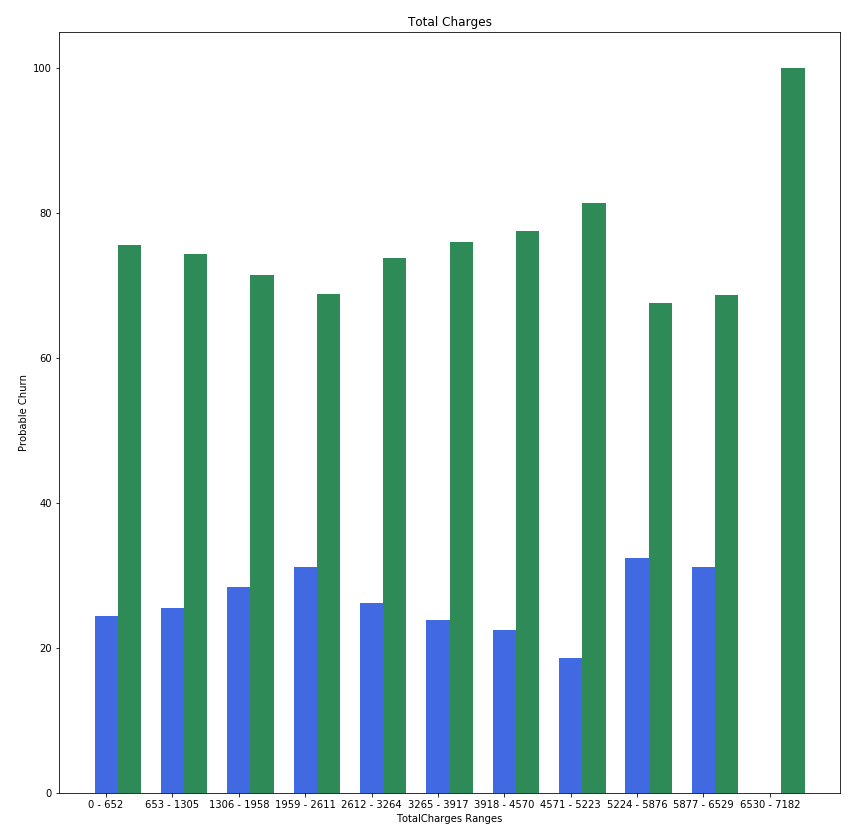 Total Charges
100
80
60
40
20
0
Probable Churn
0 - 652 653 - 1305 1306 - 1958 1959 - 2611 2612 - 3264 3265 - 3917 3918 - 4570 4571 - 5223 5224 - 5876 5877 - 6529 6530 - 7182
TotalCharges Ranges